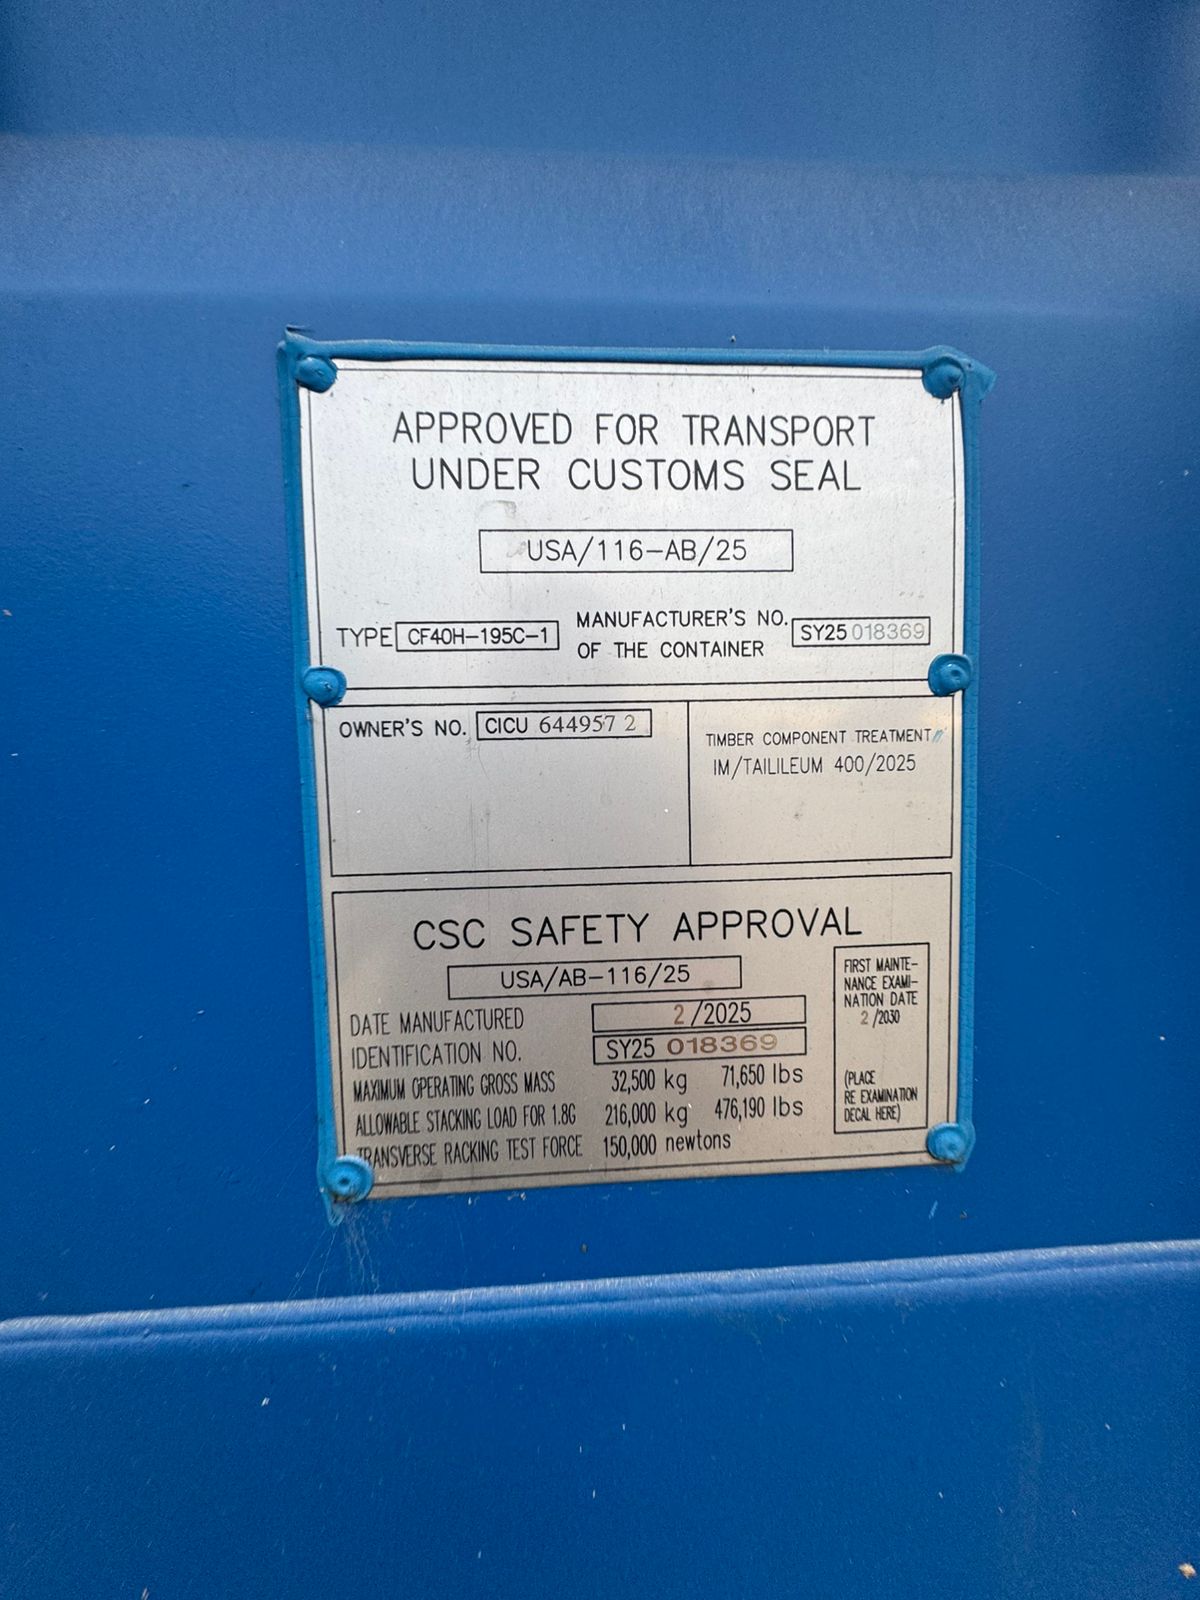 APPROVED FOR TRANSPORT
UNDER CUSTOMS SEAL
USA/116-AB/25
TYPE CF40H-195C-1
MANUFACTURER'S NO.
OF THE CONTAINER
SY25 018369
OWNER'S NO. CICU 644957 2
TIMBER COMPONENT TREATMENT
IM/TAILILEUM 400/2025
CSC SAFETY APPROVAL
USA/AB-116/25
DATE MANUFACTURED 2/2025
IDENTIFICATION NO. SY25 018369
MAXIMUM OPERATING GROSS MASS 32,500 kg 71,650 lbs
ALLOWABLE STACKING LOAD FOR 1.8G 216,000 kg 476,190 lbs
TRANSVERSE RACKING TEST FORCE 150,000 newtons
FIRST MAINTE-
NANCE EXAMI-
NATION DATE
2/2030
(PLACE
RE EXAMINATION
DECAL HERE)